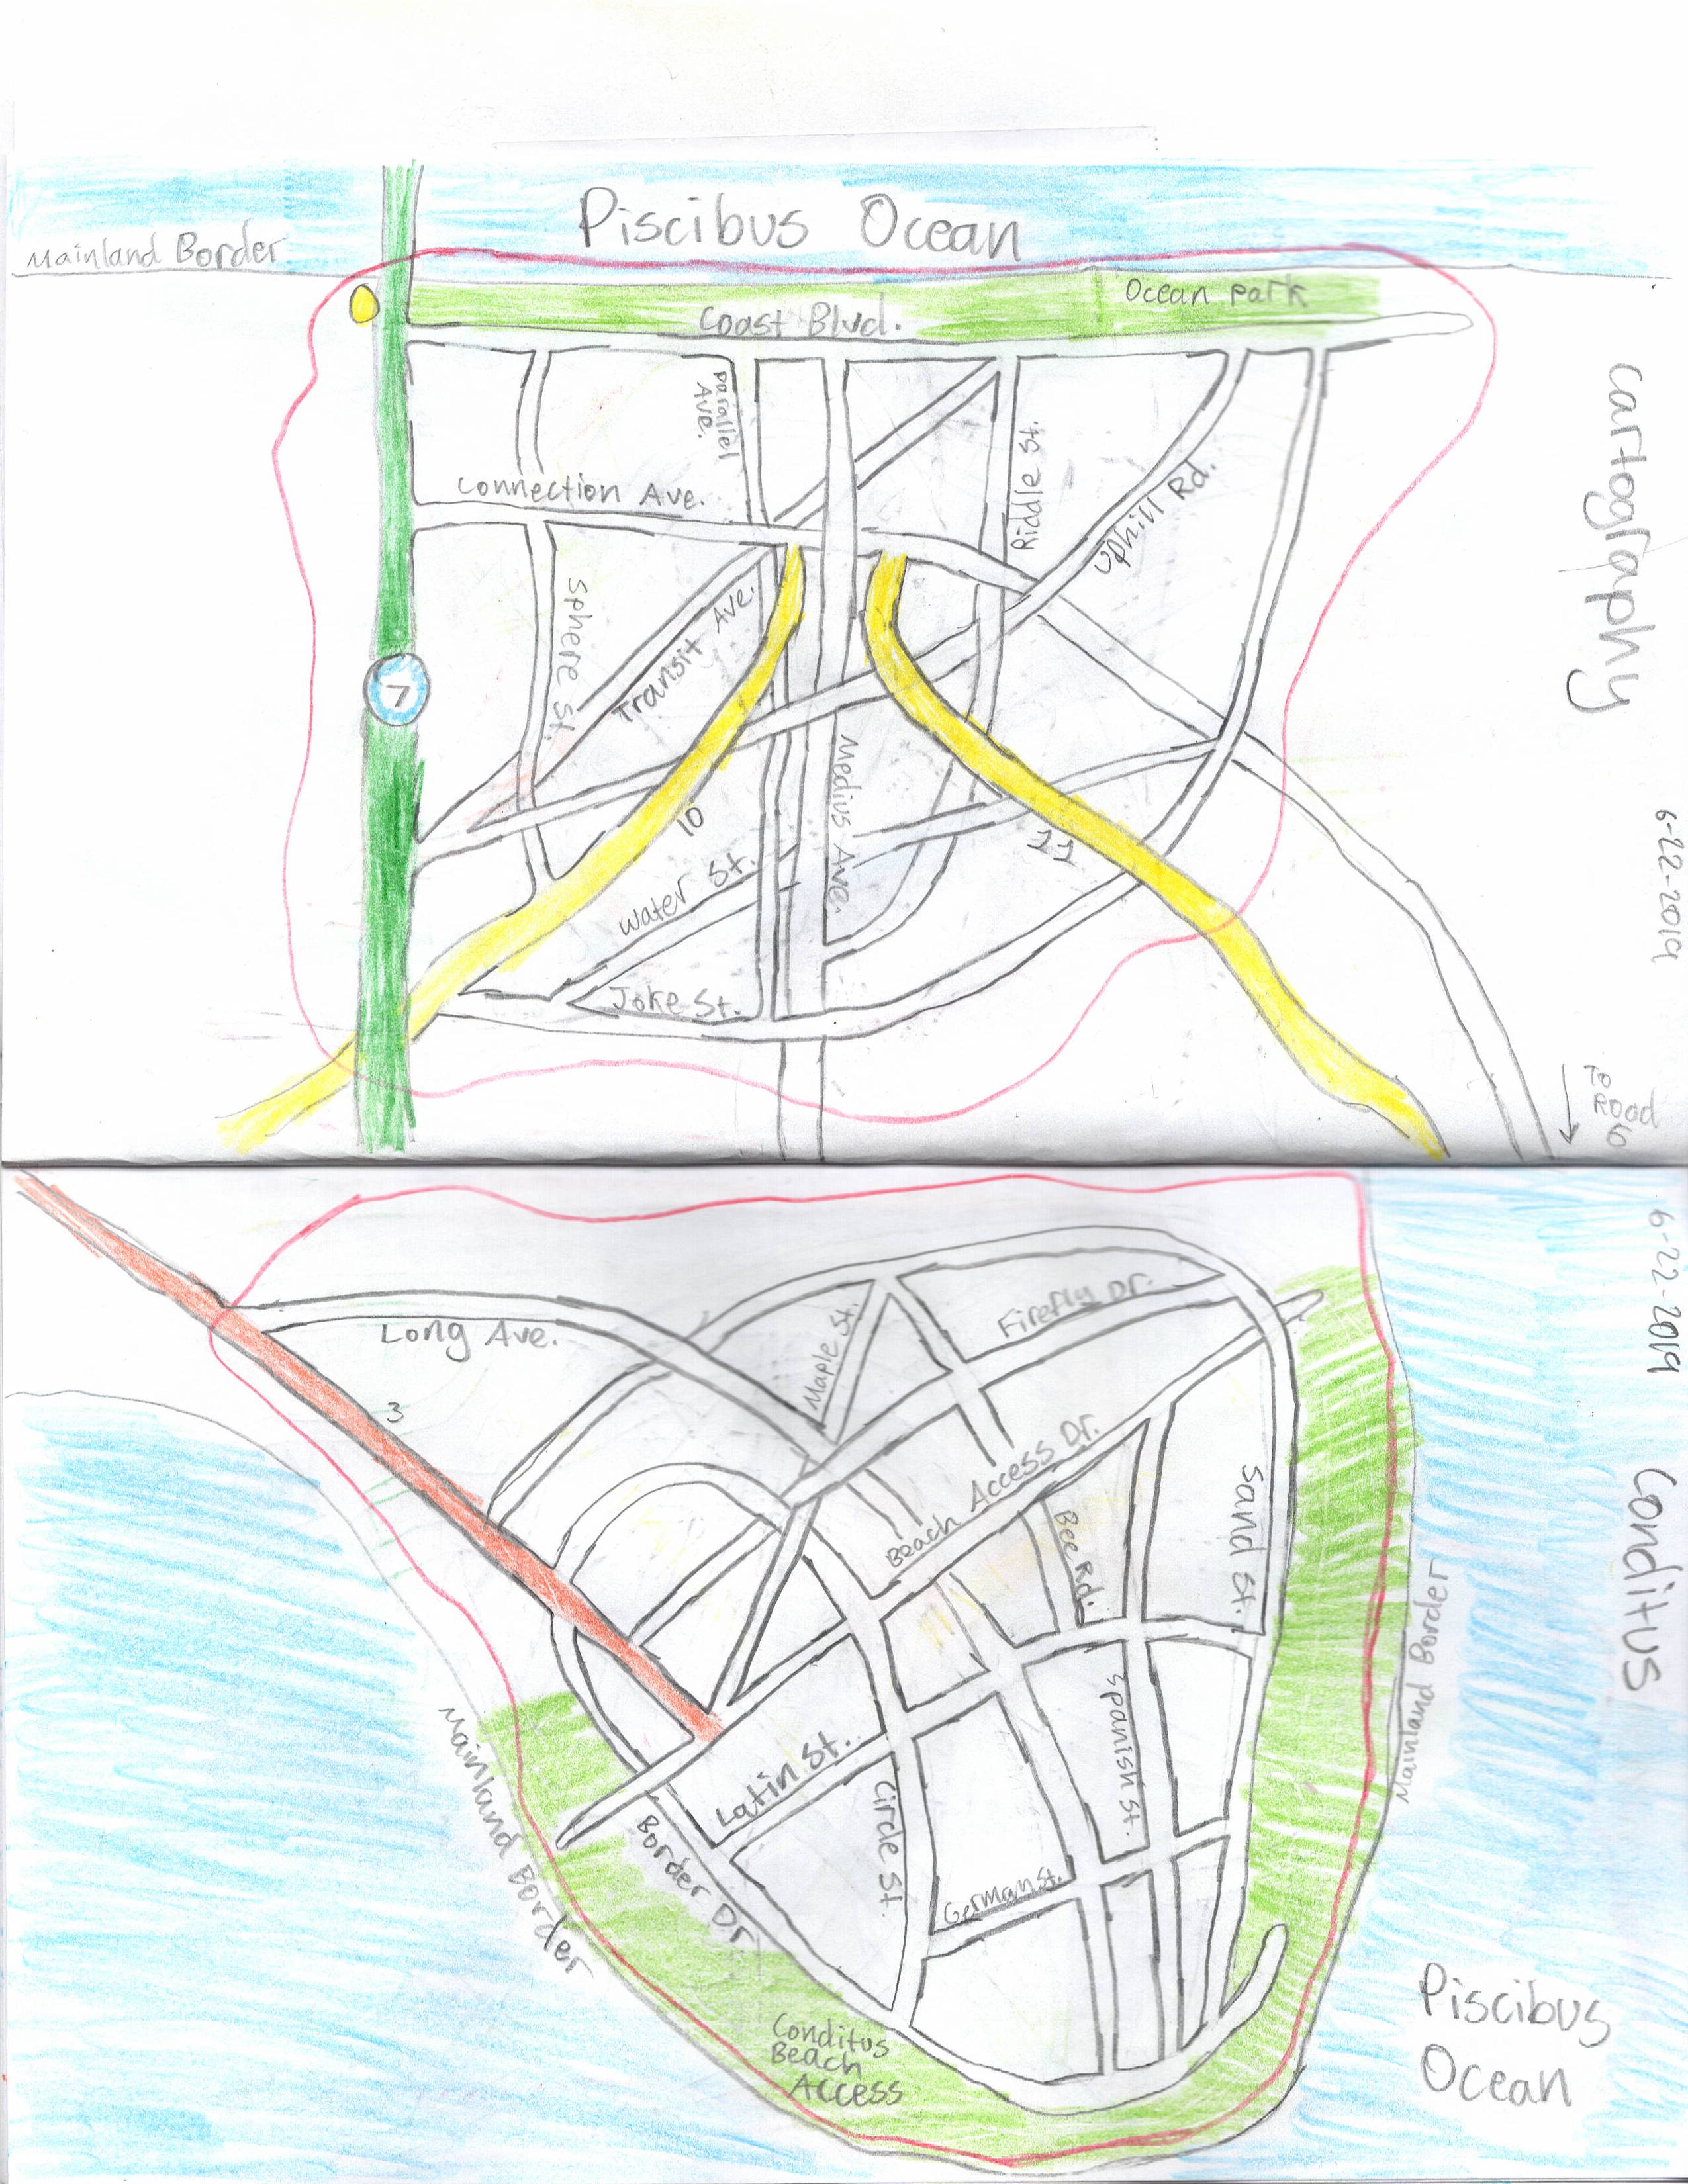 Piscibus Ocean
Mainland Border
Ocean park
Coast Blvd.
Parallel
Ave.
Connection Ave.
Riddle St.
Uphill Rd.
Cartography
6-22-2019
Sphere St.
Transit Ave.
7
Medius Ave.
10
22
Water St.
Joke St.
To
Road
6
6-22-2019
Conditus
Long Ave.
Maple St.
Firefly Dr.
3
Beach Access Dr.
Bee Rd.
Sand St.
Mainland Border
Spanish St.
Latin St.
Circle St.
German St.
Border Dr.
Mainland Border
Conditus
Beach
Access
Piscibus
Ocean